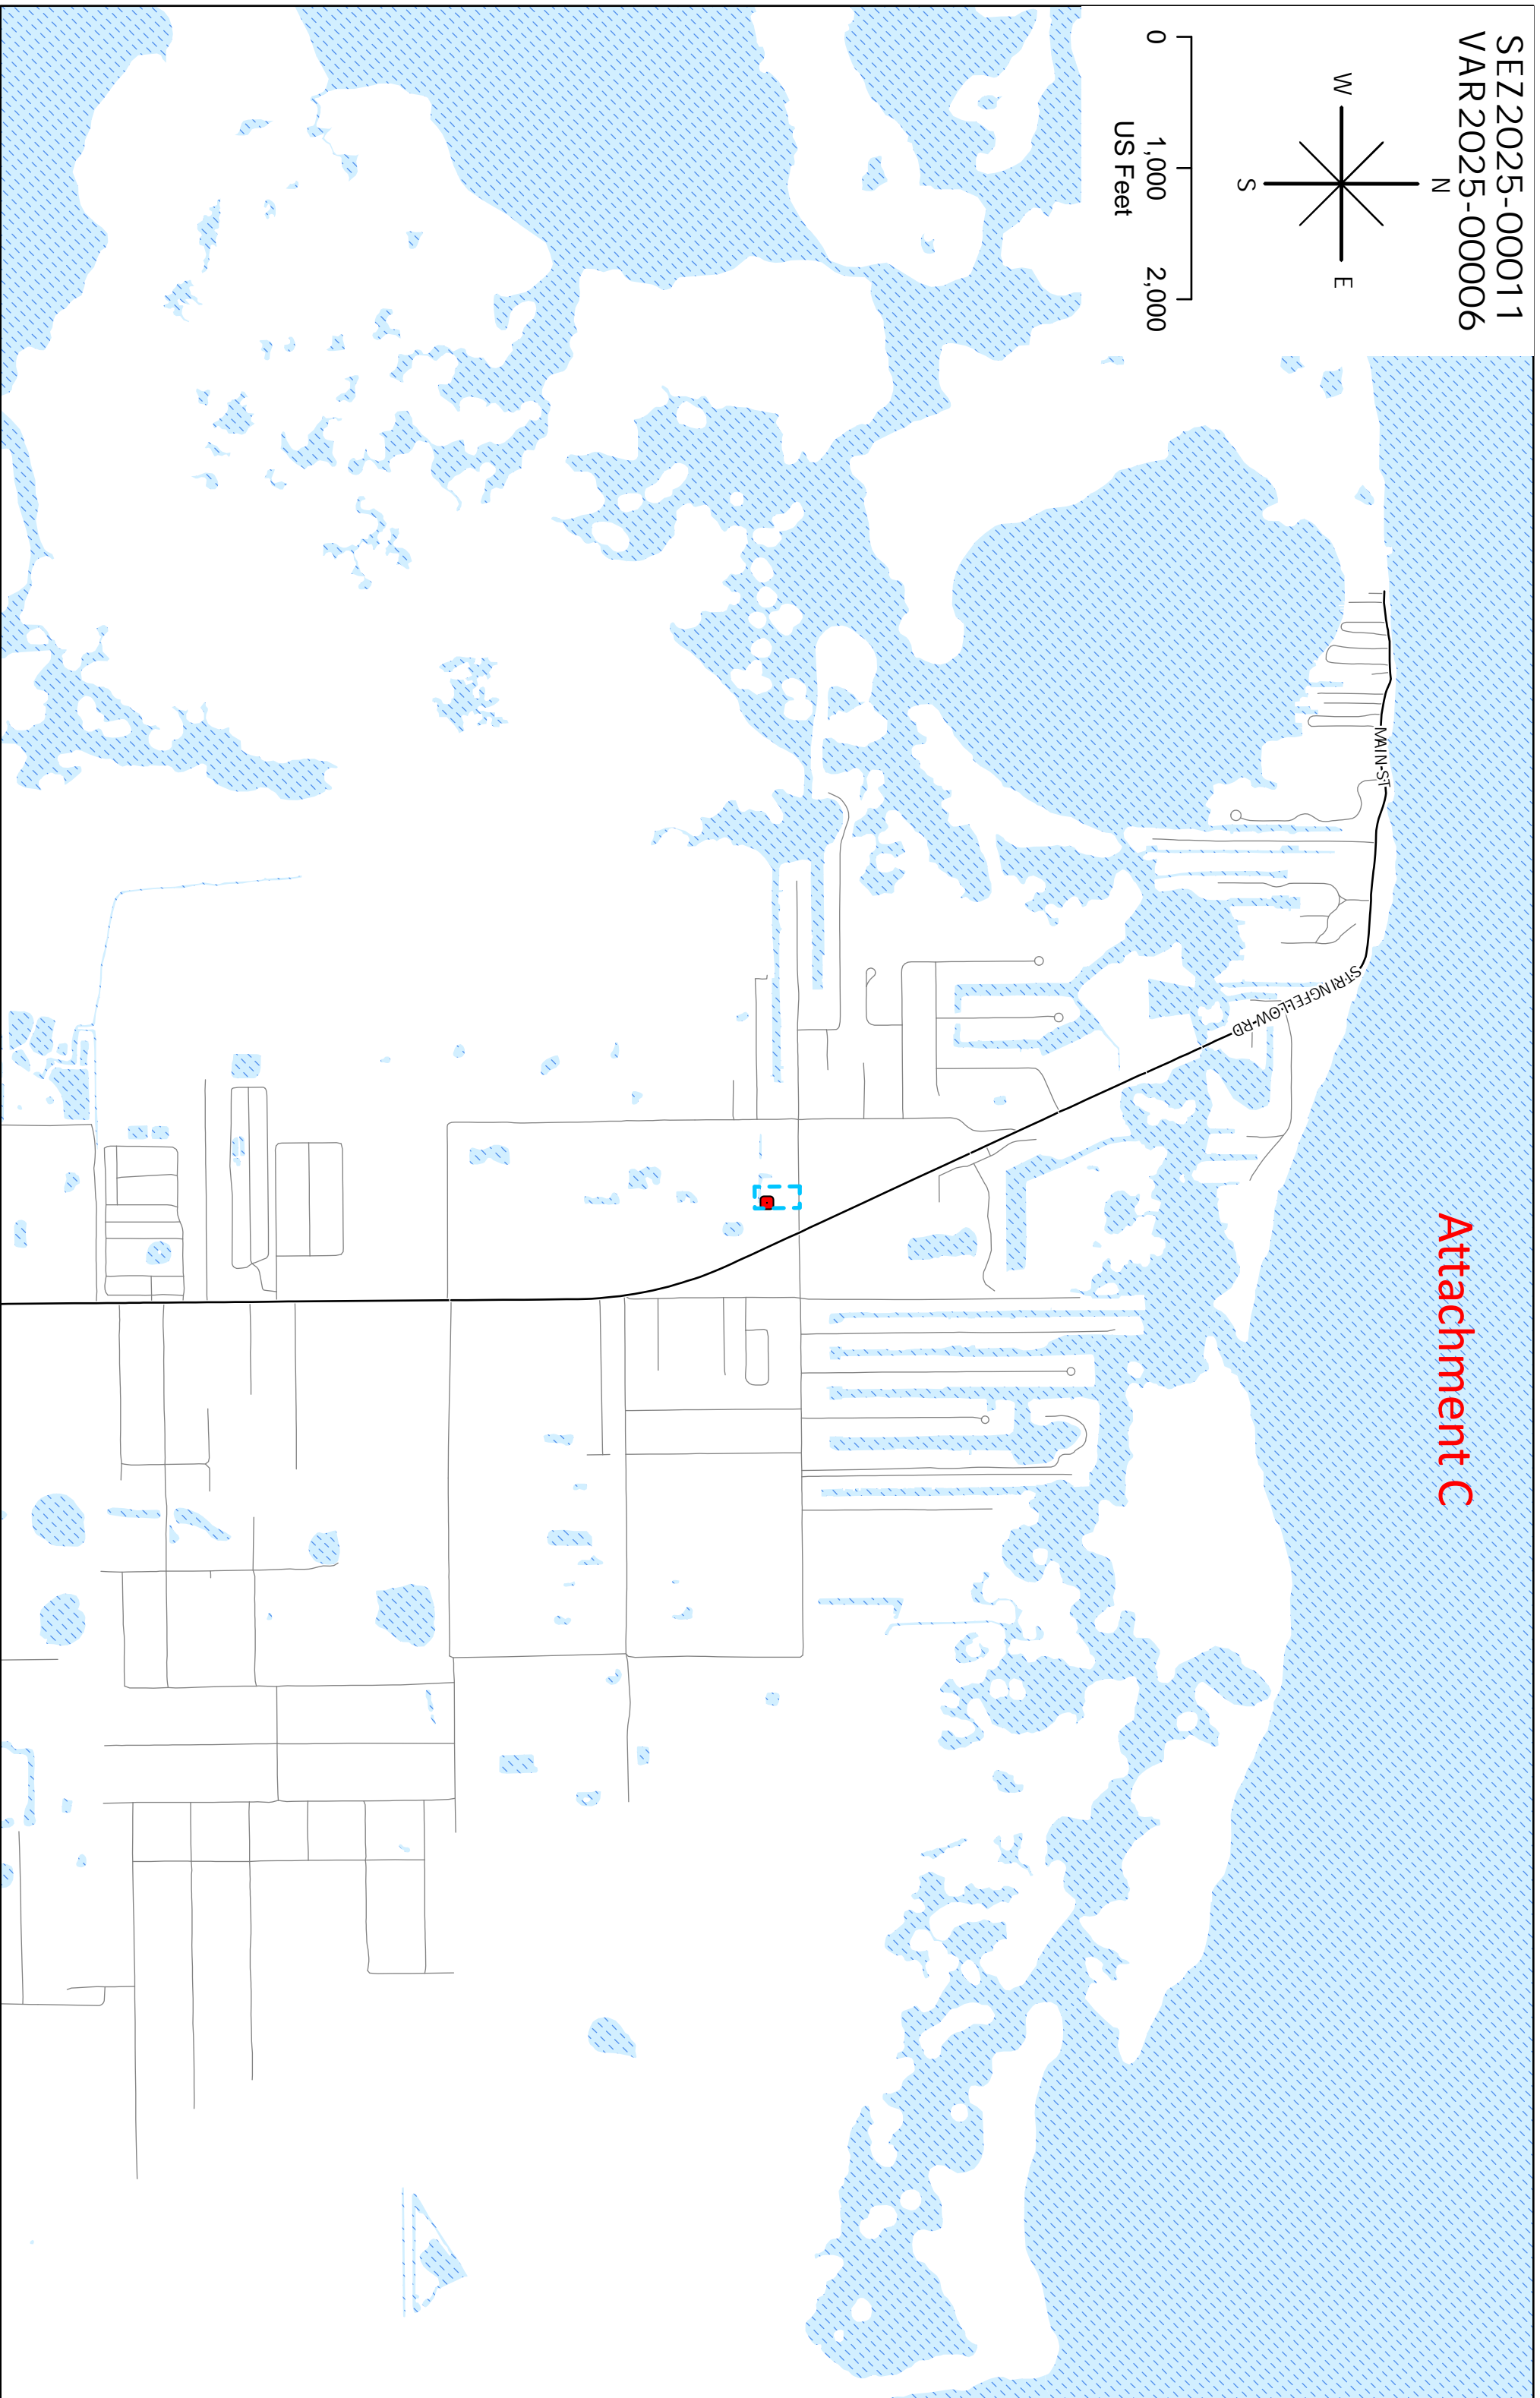 SEZ2025-00011
VAR2025-00006
N
W
E
S
0
1,000
2,000
US Feet
Attachment C
MAIN ST
STRINGFELLOW RD